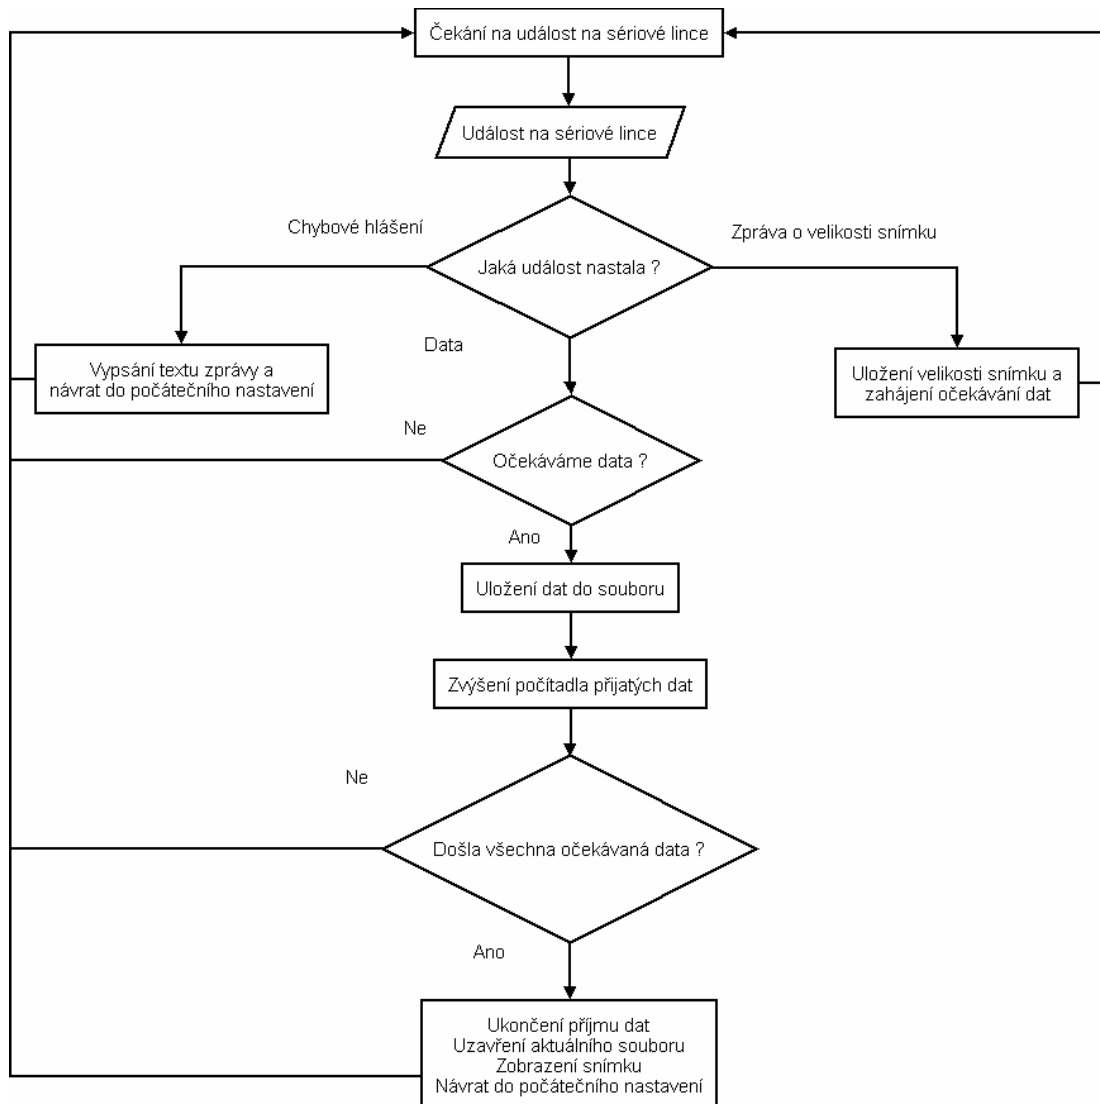 Čekání na událost na sériové lince
Událost na sériové lince
Chybové hlášení
Zpráva o velikosti snímku
Jaká událost nastala ?
Data
Vypsání textu zprávy a
návrat do počátečního nastavení
Uložení velikosti snímku a
zahájení očekávání dat
Ne
Očekáváme data ?
Ano
Uložení dat do souboru
Zvýšení počítadla přijatých dat
Ne
Došla všechna očekávaná data ?
Ano
Ukončení příjmu dat
Uzavření aktuálního souboru
Zobrazení snímku
Návrat do počátečního nastavení